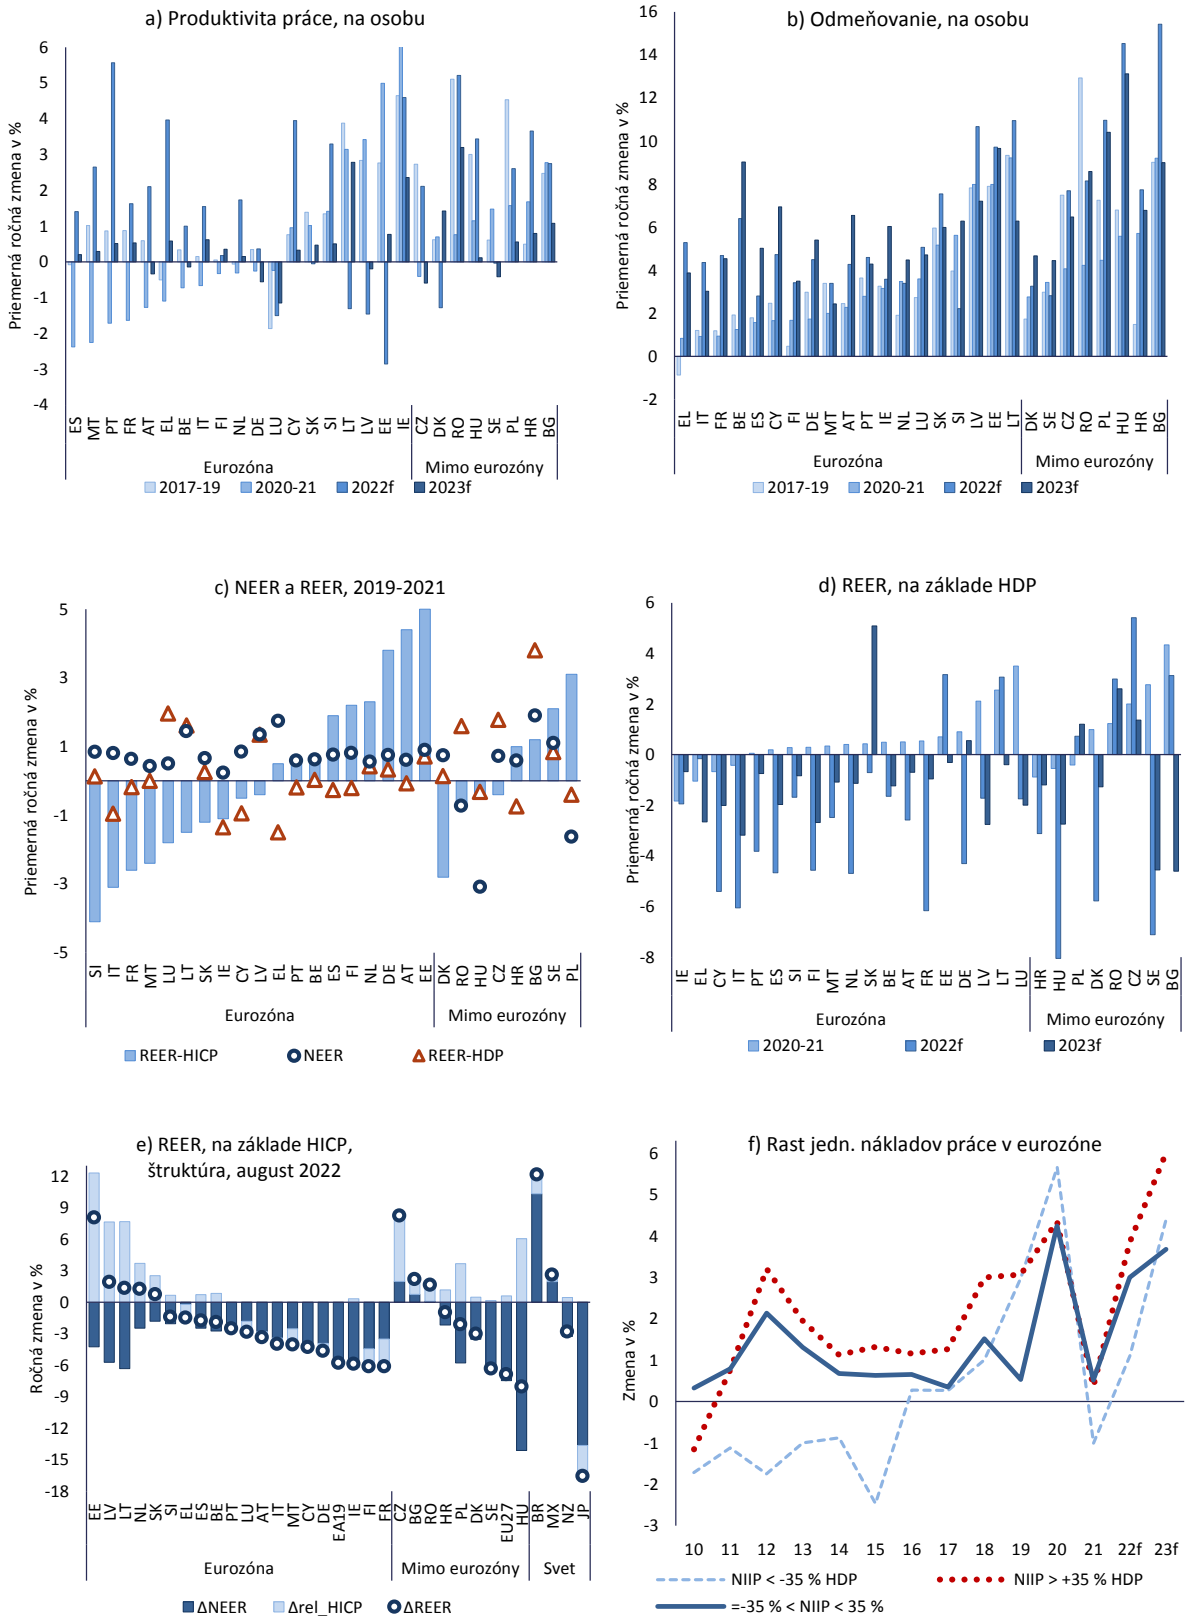 a) Produktivita práce, na osobu
Priemerná ročná zmena v %
6
5
4
3
2
1
0
-1
-2
-3
-4
ES MT PT FR AT EL BE IT FI NL DE LU CY SK SI LT LV EE IE CZ DK RO HU SE PL HR BG
Eurozóna Mimo eurozóny
2017-19 2020-21 2022f 2023f
b) Odmeňovanie, na osobu
Priemerná ročná zmena v %
16
14
12
10
8
6
4
2
0
-2
EL IT FR BE ES CY FI DE MT AT PT IE NL LU SK SI LV EE LT DK SE CZ RO PL HU HR BG
Eurozóna Mimo eurozóny
2017-19 2020-21 2022f 2023f
c) NEER a REER, 2019-2021
Priemerná ročná zmena v %
5
3
1
-1
-3
-5
SI IT FR MT LU LT SK IE CY LV EL PT BE ES FI NL DE AT EE DK RO HU CZ HR BG SE PL
Eurozóna Mimo eurozóny
REER-HICP NEER REER-HDP
d) REER, na základe HDP
Priemerná ročná zmena v %
6
4
2
0
-2
-4
-6
-8
IE EL CY IT PT ES SI FI MT NL SK BE AT FR EE DE LV LT LU HR HU PL DK RO CZ SE BG
Eurozóna Mimo eurozóny
2020-21 2022f 2023f
e) REER, na základe HICP,
štruktúra, august 2022
Ročná zmena v %
12
9
6
3
0
-3
-6
-9
-12
-15
-18
EE LV LT NL SK SI EL ES BE PT LU AT IT MT CY DE EA19 IE FI FR CZ BG RO HR PL DK SE EU27 HU BR MX NZ JP
Eurozóna Mimo eurozóny Svet
ΔNEER Δrel_HICP ΔREER
f) Rast jedn. nákladov práce v eurozóne
Zmena v %
6
5
4
3
2
1
0
-1
-2
-3
10 11 12 13 14 15 16 17 18 19 20 21 22f 23f
NIIP < -35 % HDP NIIP > +35 % HDP
=-35 % < NIIP < 35 %